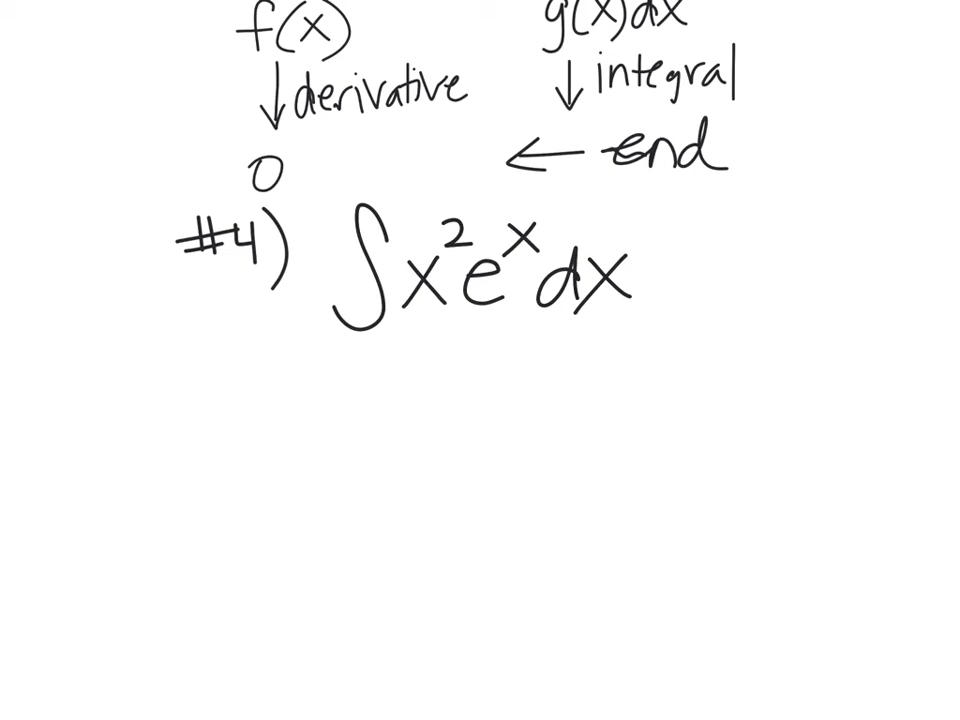 f(x) g(x)dx
↓ derivative ↓ integral
0 ← end
#4) ∫x²eˣdx